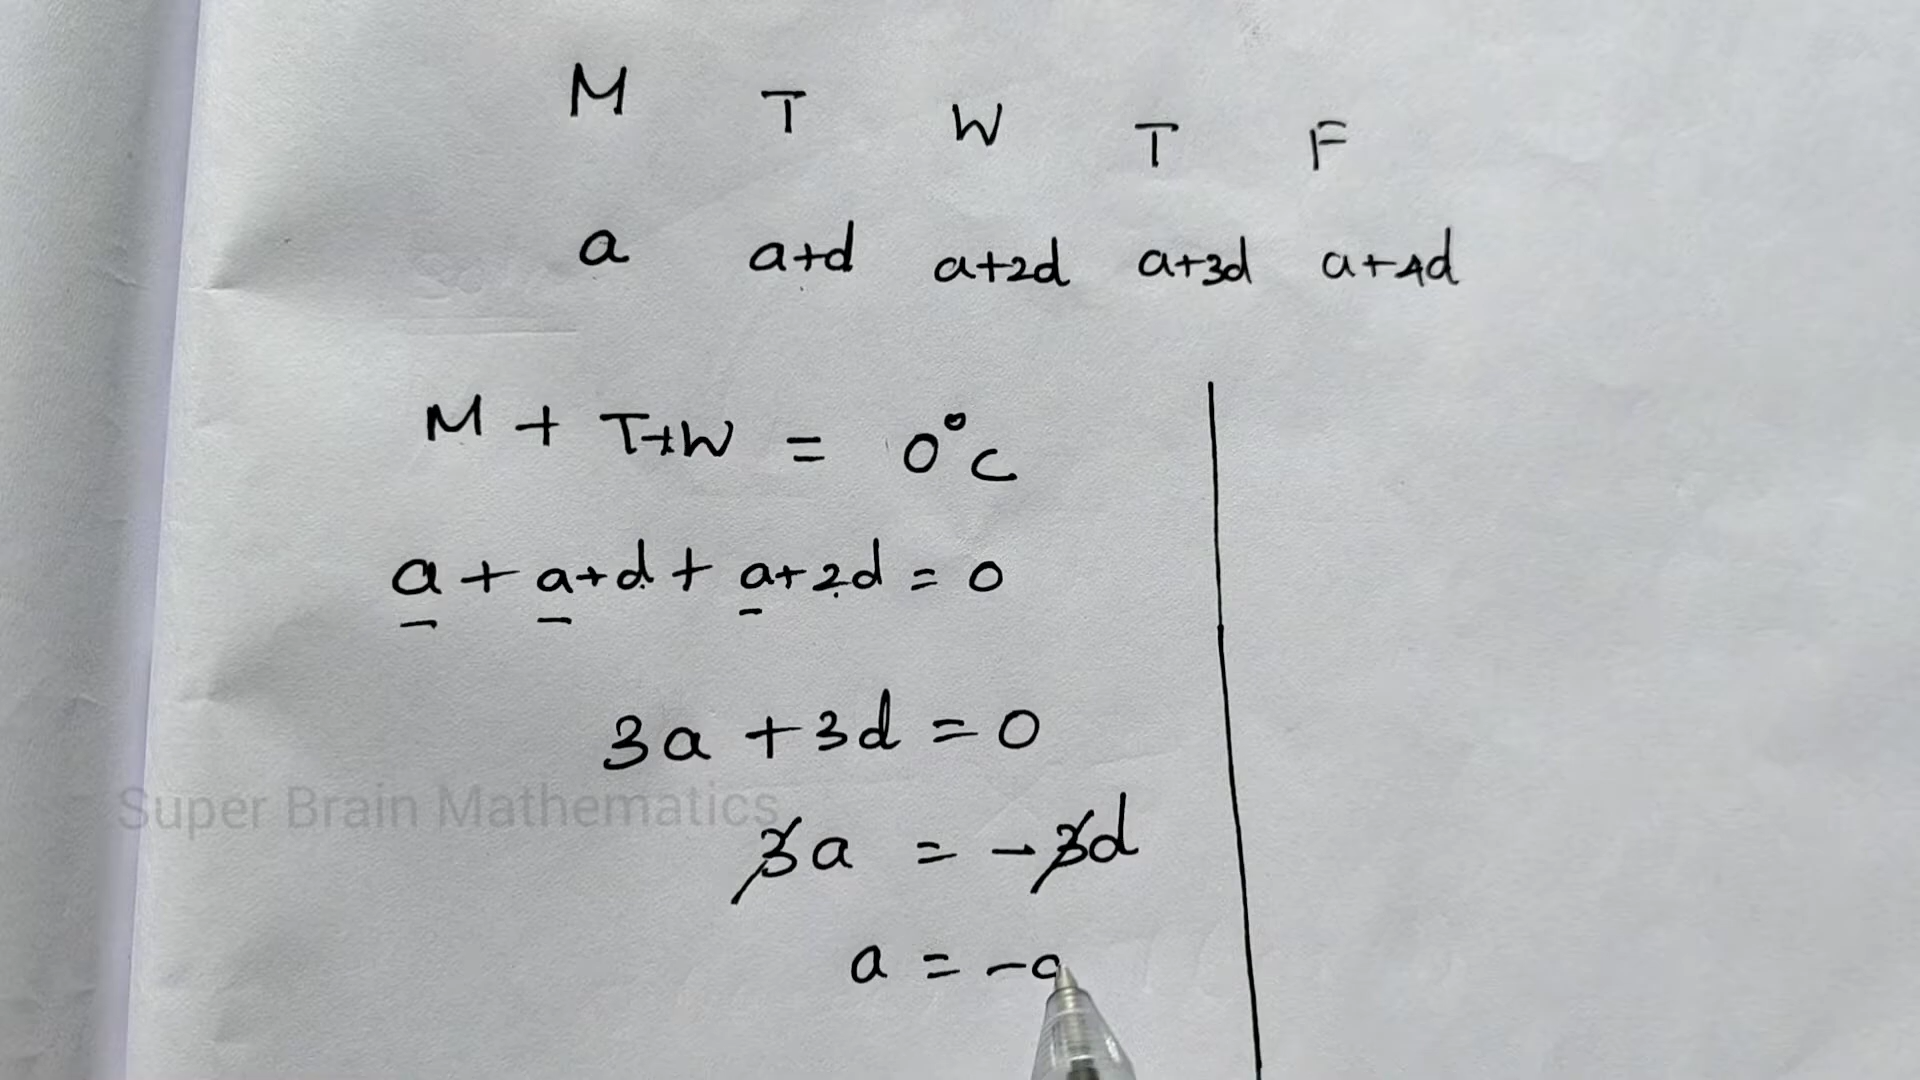 M T W T F
a a+d a+2d a+3d a+4d
M + T+W = 0°C
a + a+d + a+2d = 0
3a + 3d = 0
Super Brain Mathematics
3a = -3d
a = -